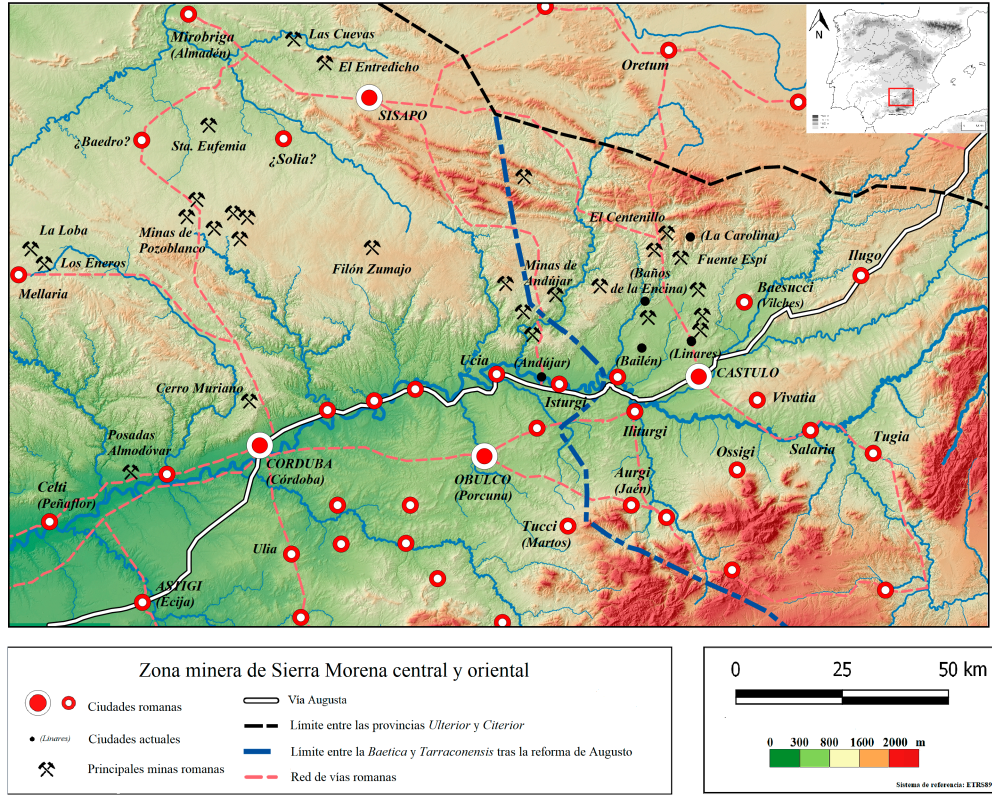 Mirobriga
(Almadén)
Las Cuevas
El Entredicho
SISAPO
Oretum
N
¿Baedro?
Sta. Eufemia
¿Solia?
Minas de
Pozoblanco
La Loba
Los Eneros
Mellaria
Filón Zumajo
El Centenillo
(La Carolina)
Fuente Espí
Minas de
Andújar
(Baños
de la Encina)
Baesucci
(Vilches)
Ilugo
Ucia
(Andújar)
(Bailén)
(Linares)
CASTULO
Cerro Muriano
Isturgi
Iliturgi
Vivatia
Posadas
Almodóvar
CORDUBA
(Córdoba)
OBULCO
(Porcuna)
Aurgi
(Jaén)
Ossigi
Salaria
Tugia
Celti
(Peñaflor)
Tucci
(Martos)
Ulia
ASTIGI
(Ecija)
Zona minera de Sierra Morena central y oriental
Ciudades romanas
(Linares) Ciudades actuales
Principales minas romanas
Vía Augusta
Límite entre las provincias Ulterior y Citerior
Límite entre la Baetica y Tarraconensis tras la reforma de Augusto
Red de vías romanas
0 25 50 km
0 300 800 1600 2000 m
Sistema de referencia: ETRS89